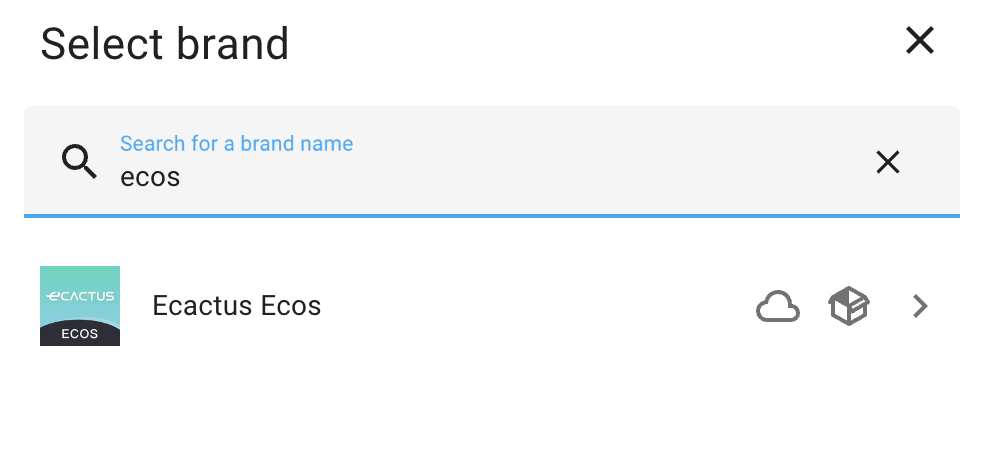 Select brand
Search for a brand name
ecos
eCACTUS
ECOS
Ecactus Ecos